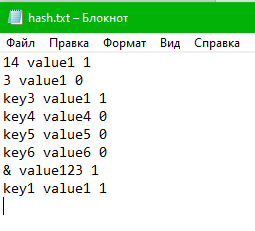 hash.txt – Блокнот
Файл Правка Формат Вид Справка
14 value1 1
3 value1 0
key3 value1 1
key4 value4 0
key5 value5 0
key6 value6 0
& value123 1
key1 value1 1